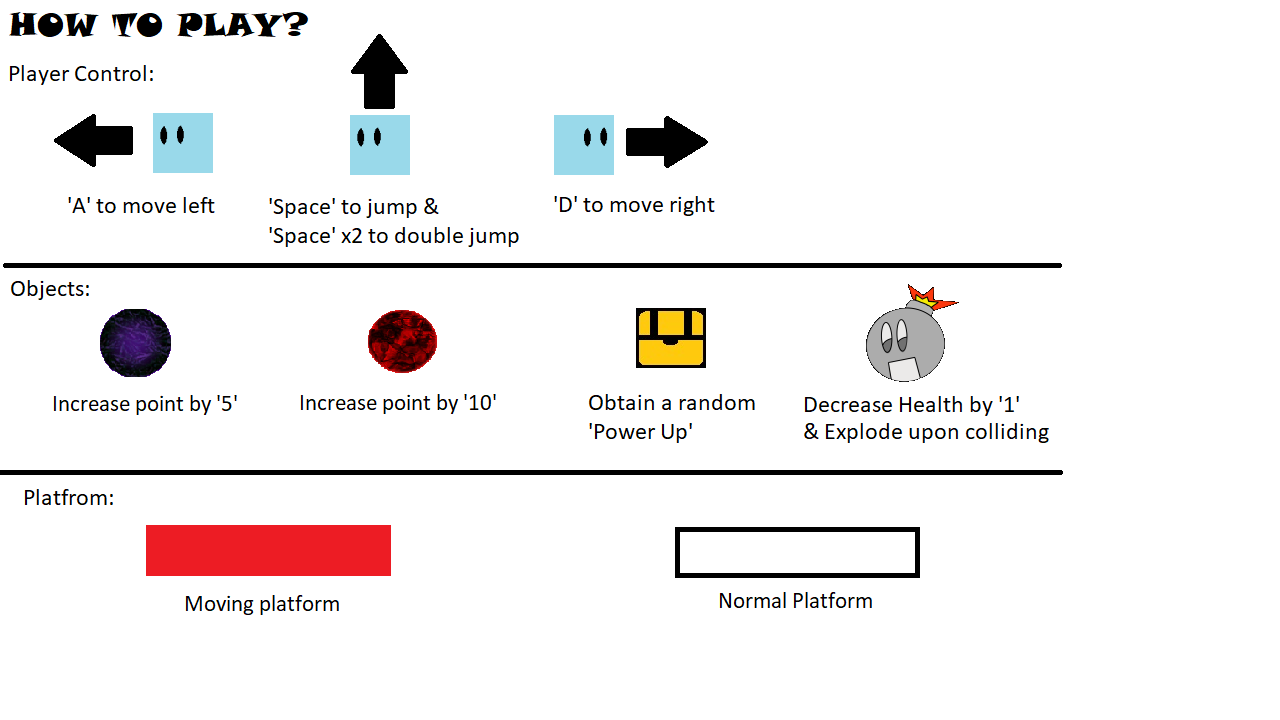 HOW TO PLAY?
Player Control:
'A' to move left
'Space' to jump &
'Space' x2 to double jump
'D' to move right
Objects:
Increase point by '5'
Increase point by '10'
Obtain a random
'Power Up'
Decrease Health by '1'
& Explode upon colliding
Platfrom:
Moving platform
Normal Platform